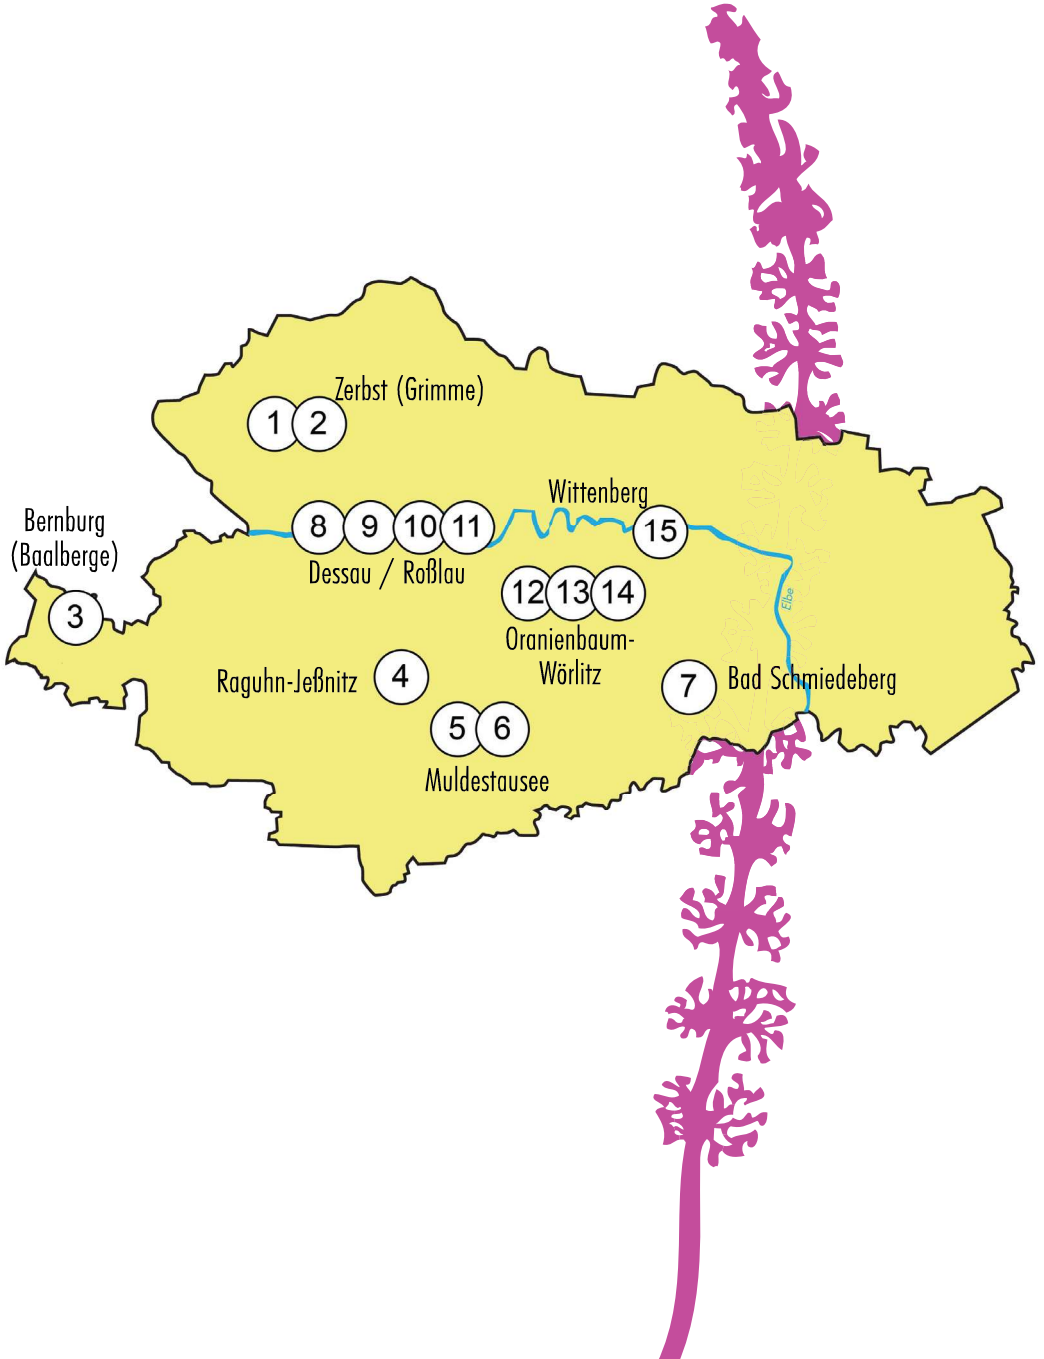 Zerbst (Grimme)
1 2
Wittenberg
Bernburg
(Baalberge)
8 9 10 11
15
Dessau / Roßlau
12 13 14
Elbe
3
Oranienbaum-
Wörlitz
Raguhn-Jeßnitz
4
7
Bad Schmiedeberg
5 6
Muldestausee